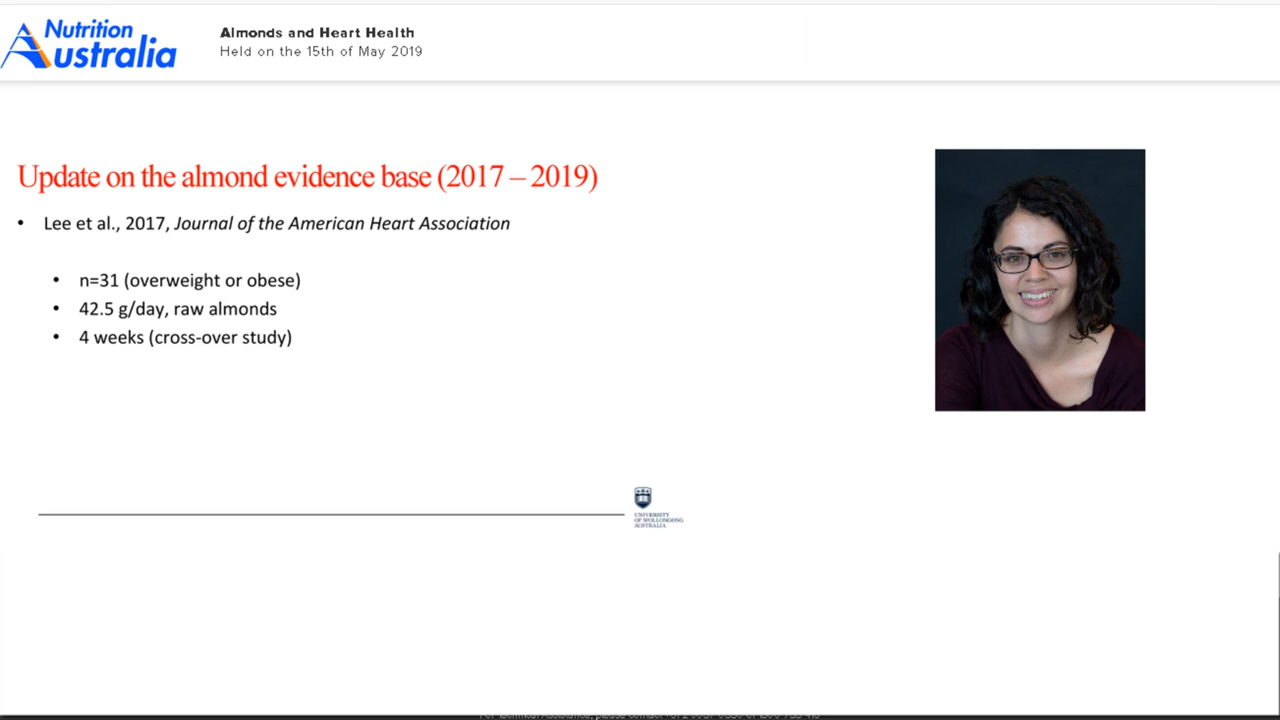 Nutrition
Australia
Almonds and Heart Health
Held on the 15th of May 2019
Update on the almond evidence base (2017 – 2019)
• Lee et al., 2017, Journal of the American Heart Association
• n=31 (overweight or obese)
• 42.5 g/day, raw almonds
• 4 weeks (cross-over study)
UNIVERSITY
OF WOLLONGONG
AUSTRALIA